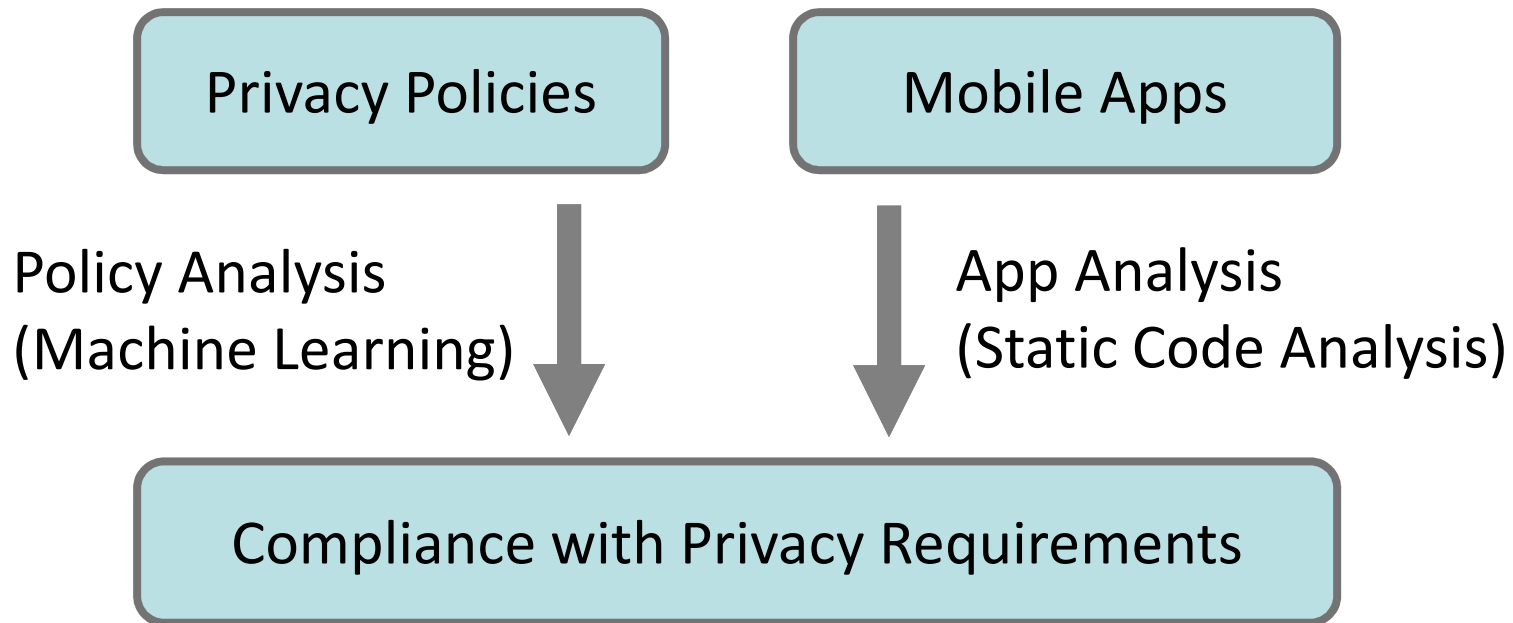 Privacy Policies
Mobile Apps
Policy Analysis
(Machine Learning)
App Analysis
(Static Code Analysis)
Compliance with Privacy Requirements